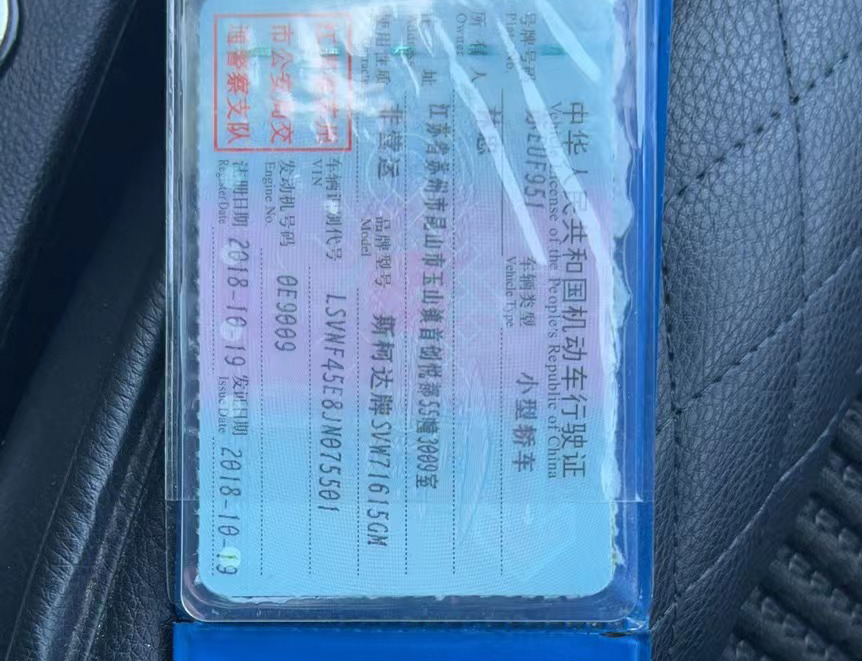 中华人民共和国机动车行驶证
Vehicle License of the People's Republic of China
号牌号码 UF951 车辆类型 小型轿车
Plate No. Vehicle Type
所有人
Owner
住址 江苏省苏州市昆山市玉山镇首创悦都55幢3009室
使用性质 非营运 品牌型号 斯柯达牌SVW71615GM
Model
车辆识别代号 LSVNF45E8JN075501
VIN
发动机号码 0E9009
Engine No.
注册日期 2018-10-19 发证日期 2018-10-19
Register Date Issue Date
市公安局交
通警察支队